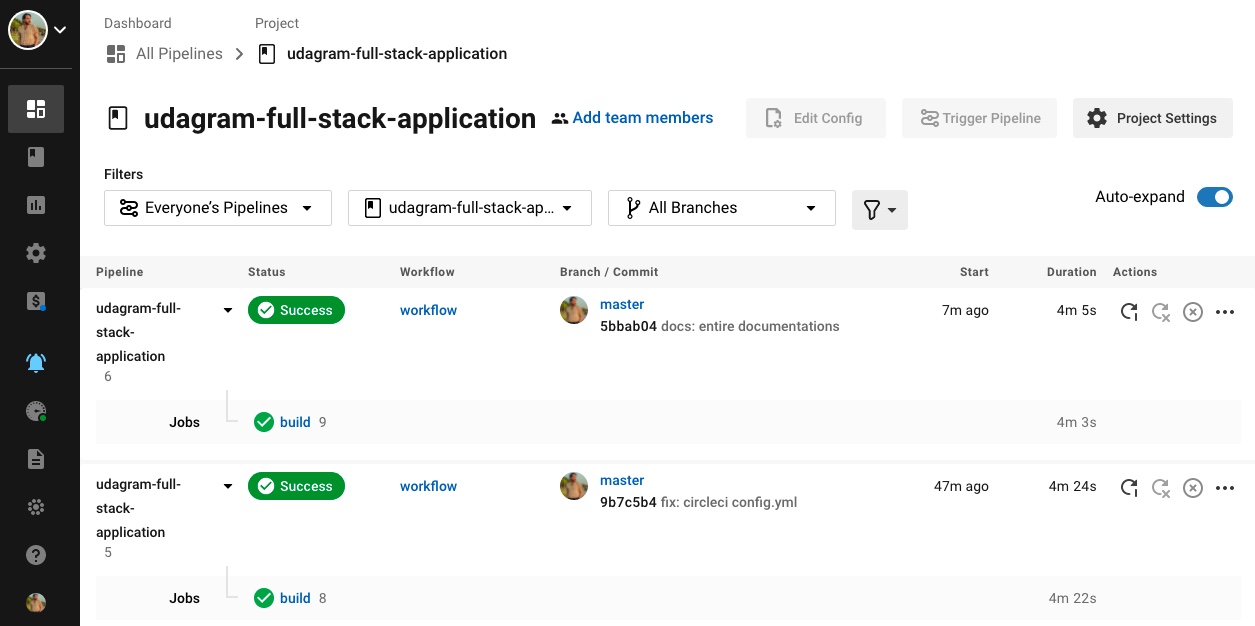 Dashboard
Project
All Pipelines
udagram-full-stack-application
udagram-full-stack-application
Add team members
Edit Config
Trigger Pipeline
Project Settings
Filters
Everyone’s Pipelines
udagram-full-stack-ap...
All Branches
Auto-expand
Pipeline Status Workflow Branch / Commit Start Duration Actions
udagram-full-
stack-
application
6
Success
workflow
master
5bbab04 docs: entire documentations
7m ago
4m 5s
Jobs
build 9
4m 3s
udagram-full-
stack-
application
5
Success
workflow
master
9b7c5b4 fix: circleci config.yml
47m ago
4m 24s
Jobs
build 8
4m 22s